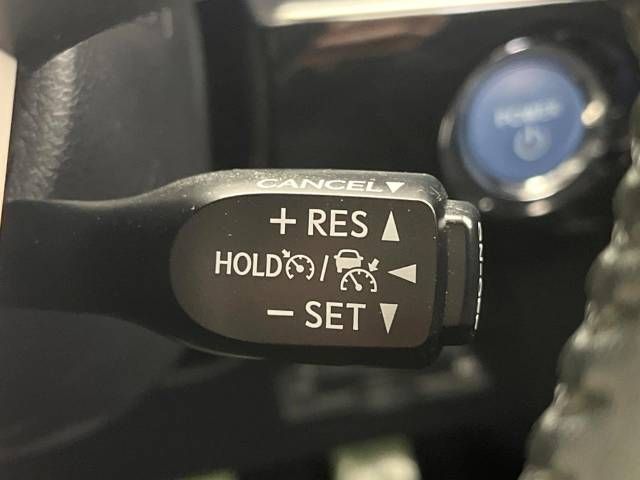 CANCEL▼
+ RES ▲
HOLD / ◄
− SET ▼
POWER